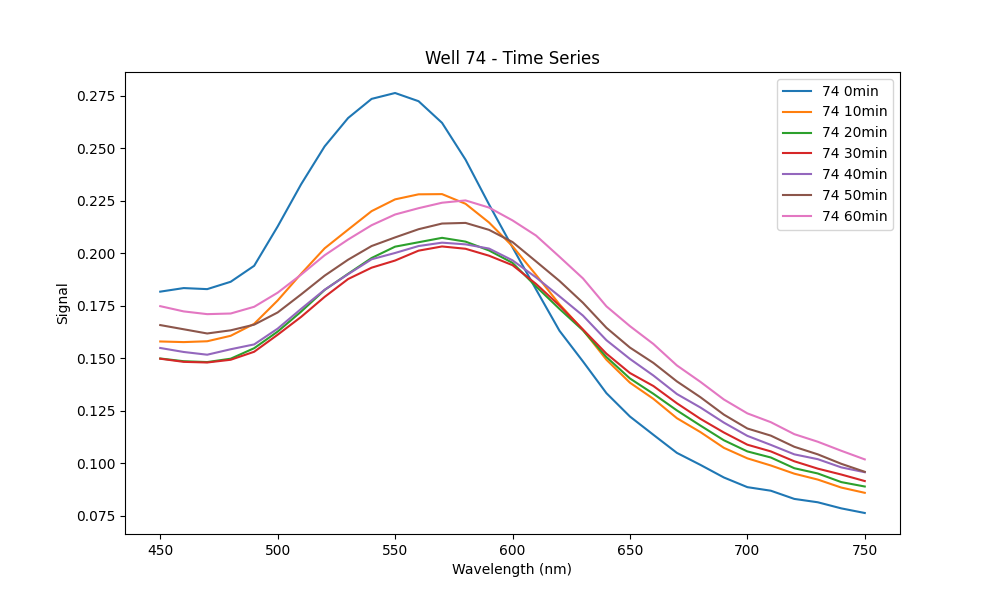 Well 74 - Time Series
Signal
0.275
0.250
0.225
0.200
0.175
0.150
0.125
0.100
0.075
74 0min
74 10min
74 20min
74 30min
74 40min
74 50min
74 60min
450 500 550 600 650 700 750
Wavelength (nm)